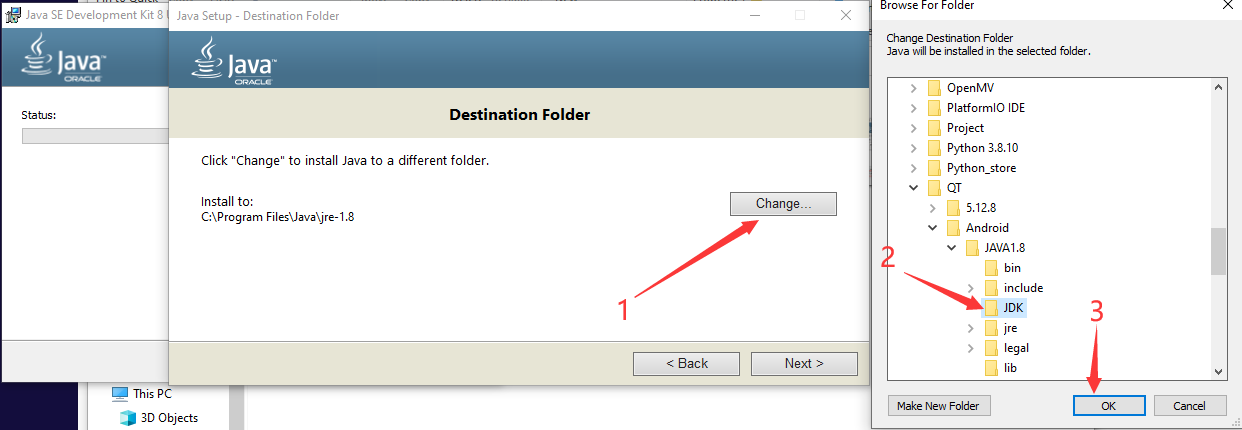 Java SE Development Kit 8 U
Java
ORACLE
Status:
This PC
3D Objects
Java Setup - Destination Folder
Java
ORACLE
Destination Folder
Click "Change" to install Java to a different folder.
Install to:
C:\Program Files\Java\jre-1.8
Change...
1
< Back
Next >
Browse For Folder
Change Destination Folder
Java will be installed in the selected folder.
OpenMV
PlatformIO IDE
Project
Python 3.8.10
Python_store
QT
5.12.8
Android
JAVA1.8
bin
include
JDK
jre
legal
lib
2
3
Make New Folder
OK
Cancel